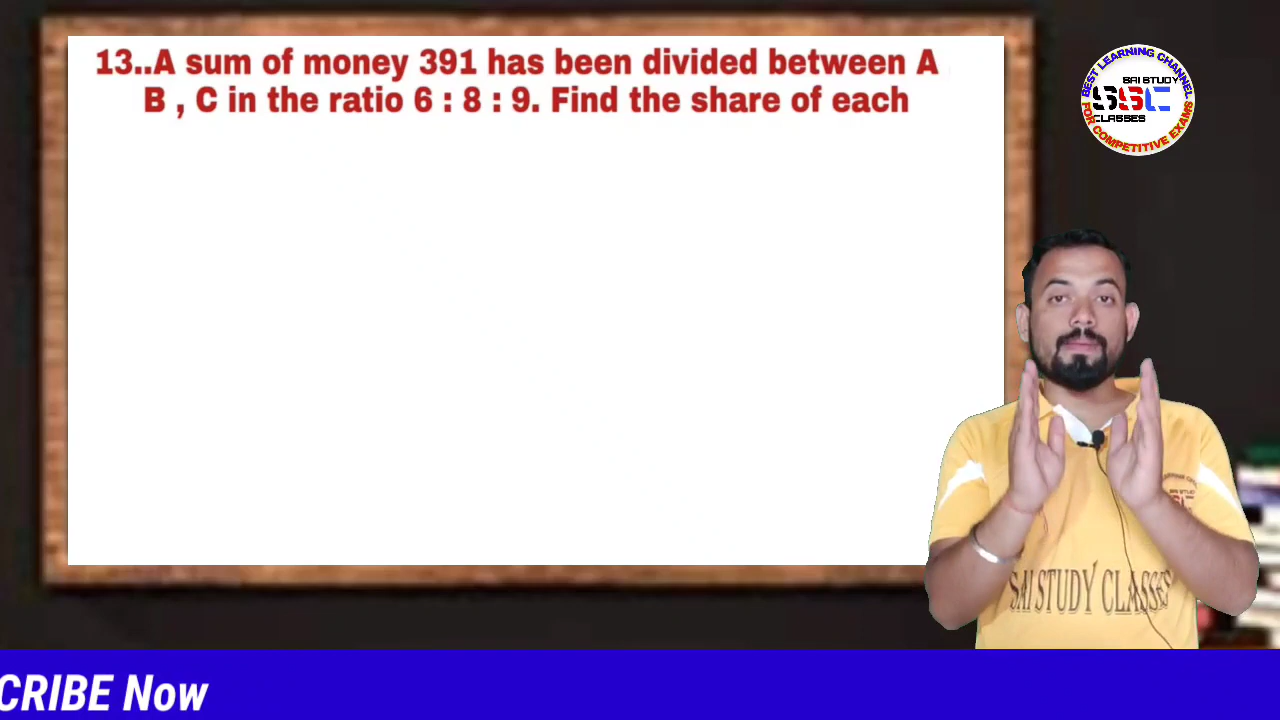 13..A sum of money 391 has been divided between A
B , C in the ratio 6 : 8 : 9. Find the share of each
BEST LEARNING CHANNEL
SAI STUDY
SSC
CLASSES
FOR COMPETITIVE EXAMS
SAI STUDY CLASSES
CRIBE Now